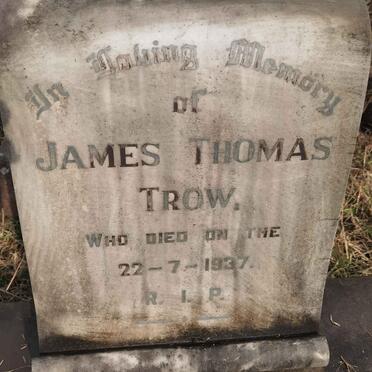 In Loving Memory
of
JAMES THOMAS
TROW.
WHO DIED ON THE
22-7-1937.
R.I.P.